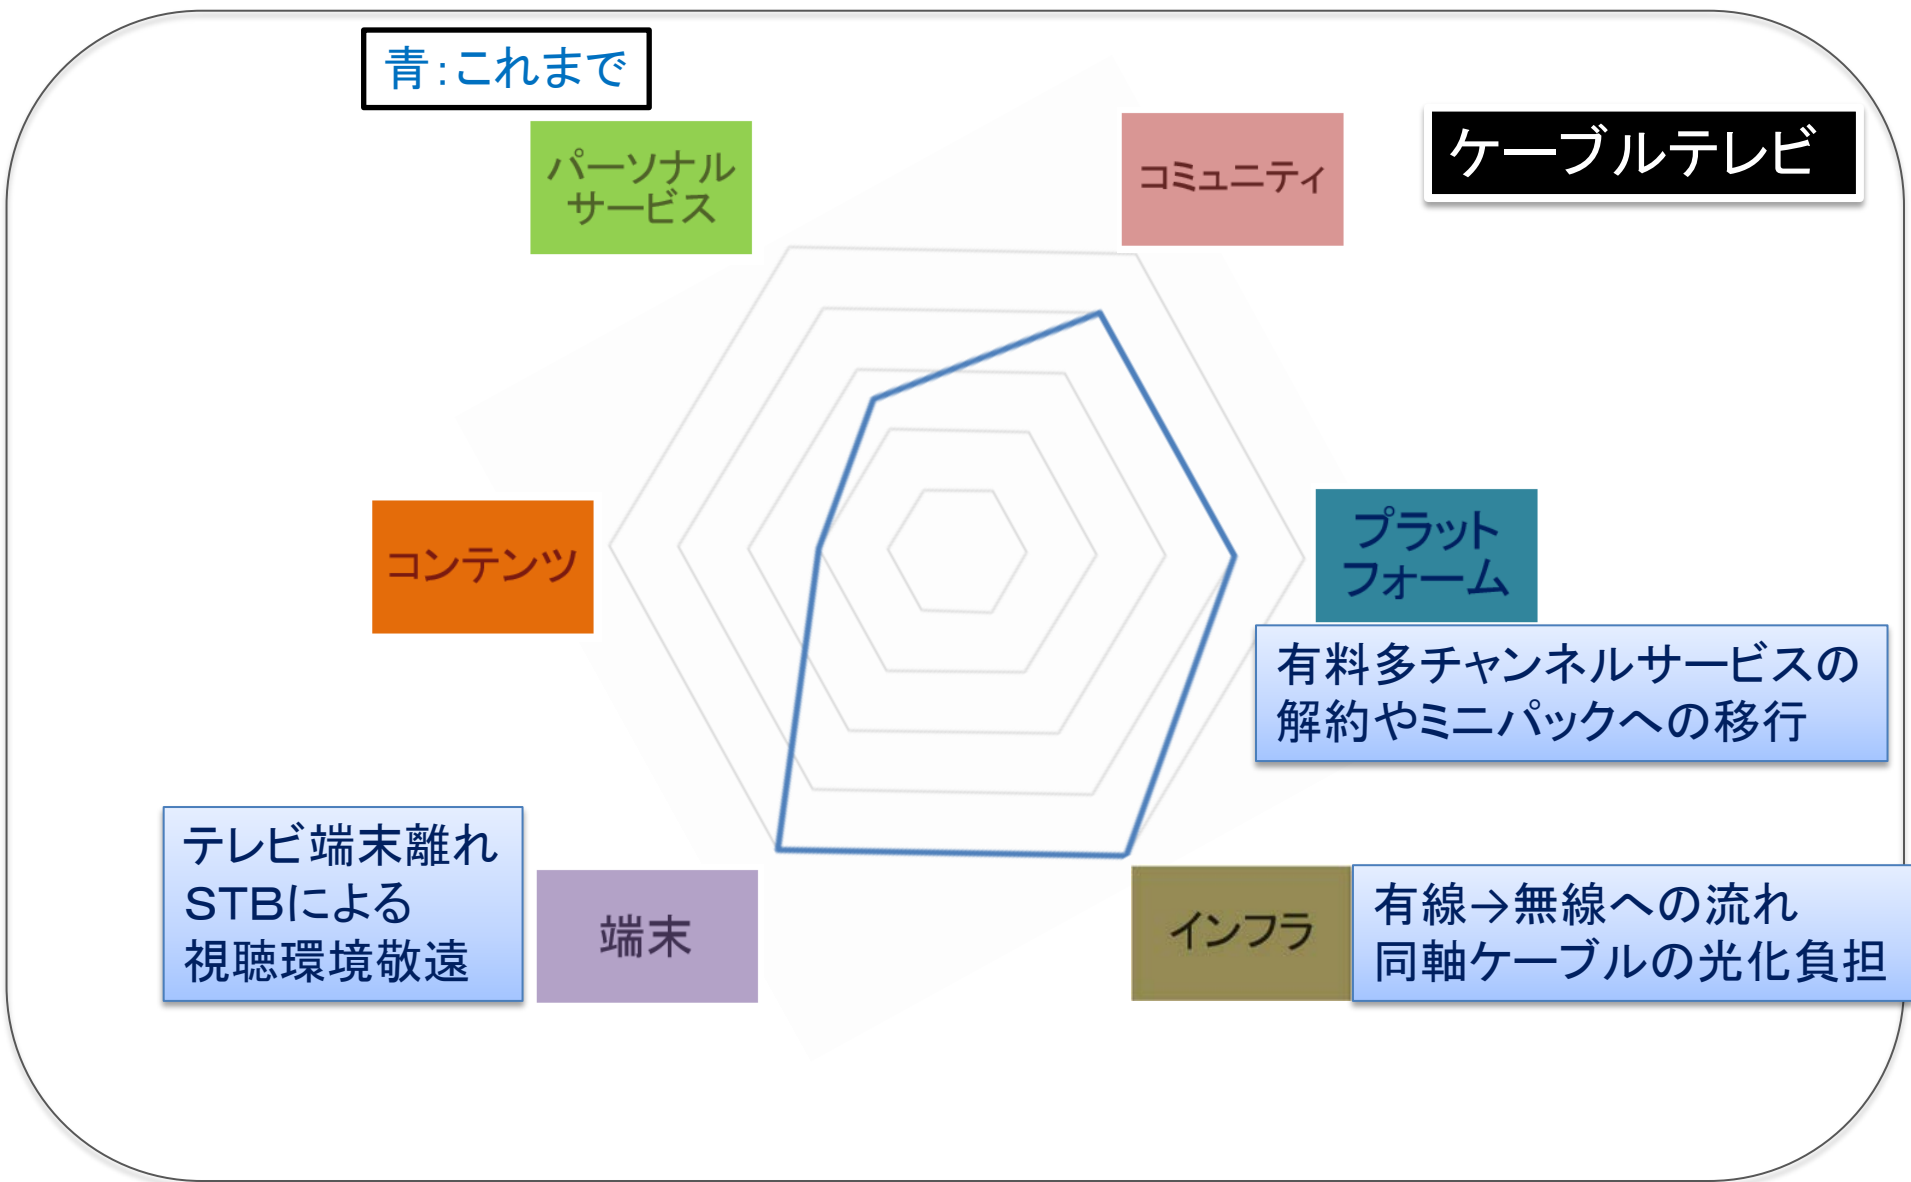 青：これまで
ケーブルテレビ
パーソナル
サービス
コミュニティ
コンテンツ
プラット
フォーム
有料多チャンネルサービスの
解約やミニパックへの移行
テレビ端末離れ
STBによる
視聴環境敬遠
端末
インフラ
有線→無線への流れ
同軸ケーブルの光化負担